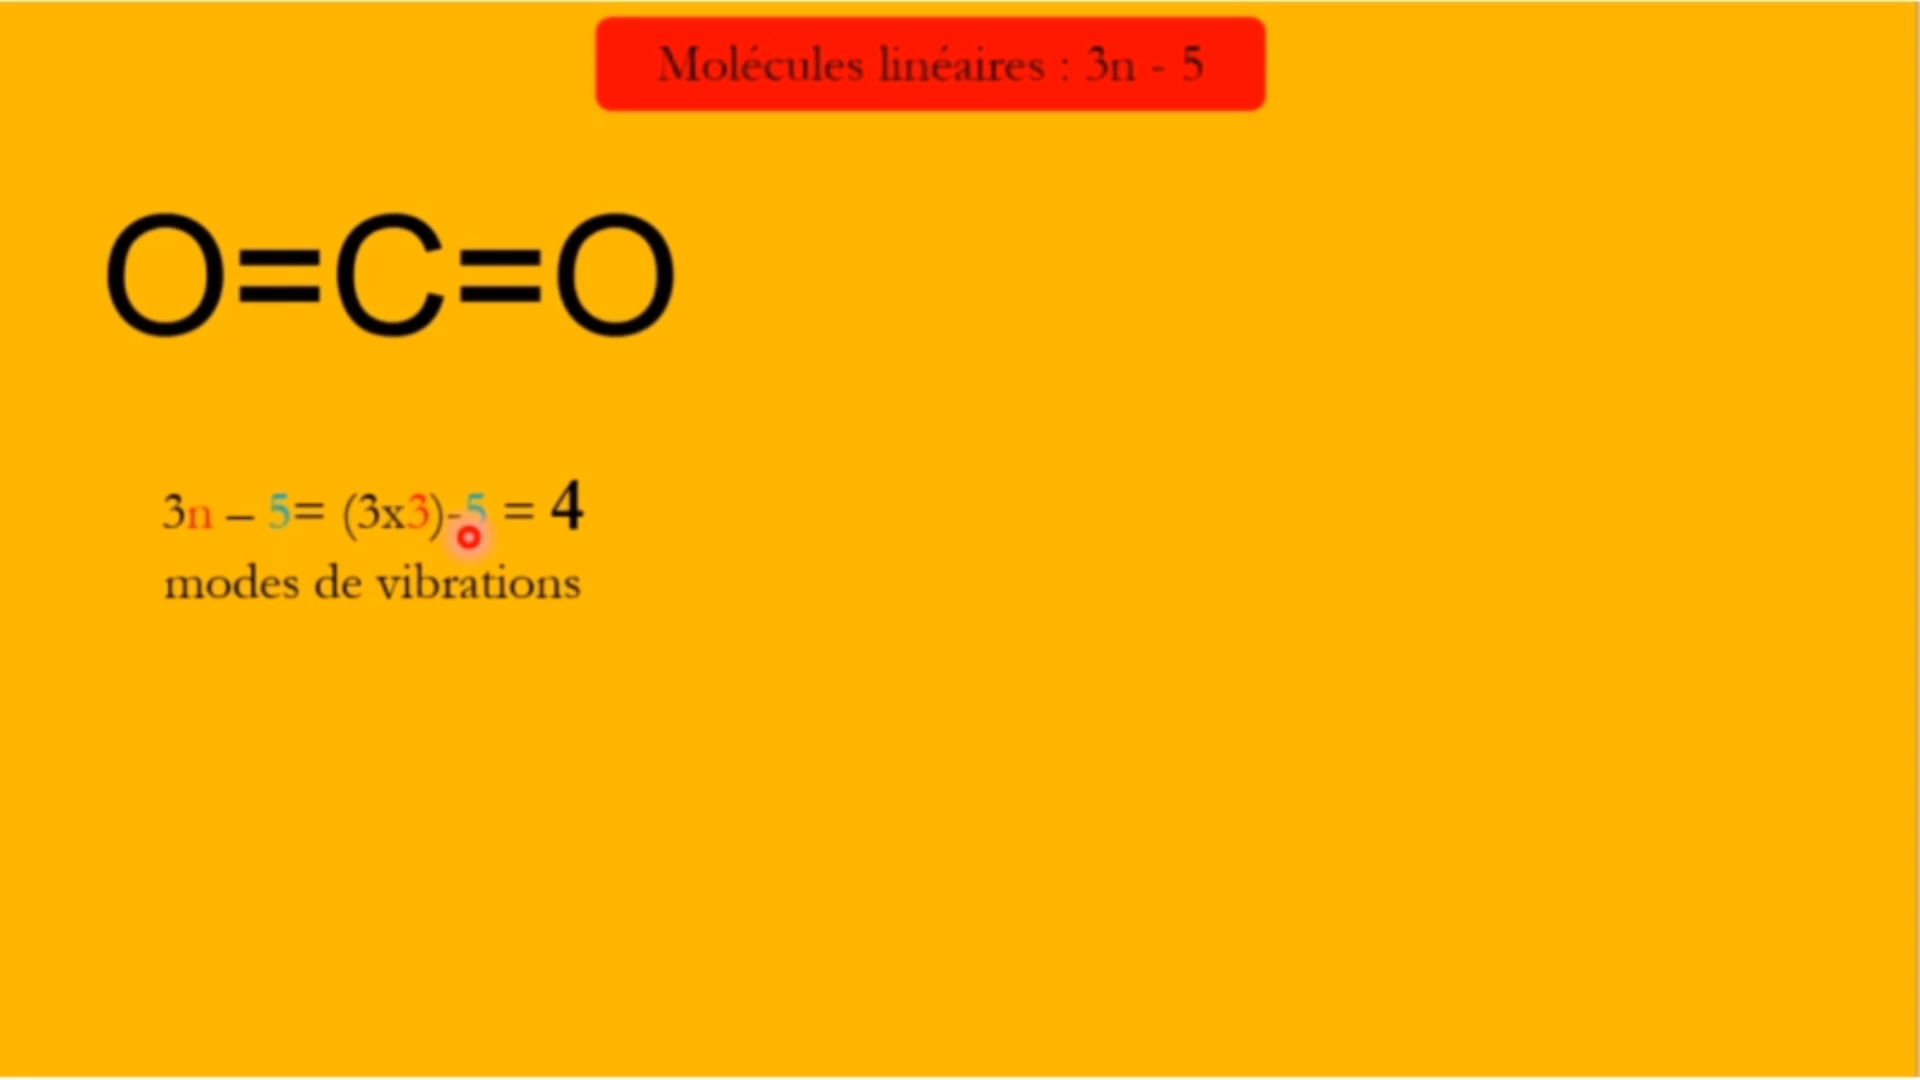 Molécules linéaires : 3n - 5
O=C=O
3n – 5= (3x3)-5 = 4
modes de vibrations